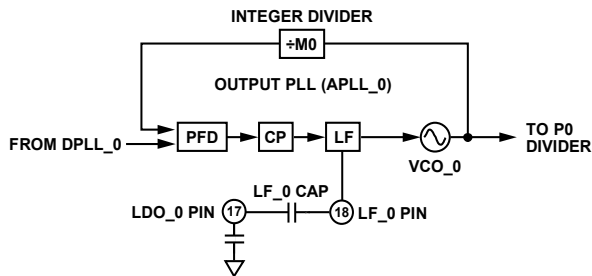 INTEGER DIVIDER
÷M0
OUTPUT PLL (APLL_0)
FROM DPLL_0
PFD
CP
LF
VCO_0
TO P0
DIVIDER
LF_0 CAP
LDO_0 PIN
17
18
LF_0 PIN